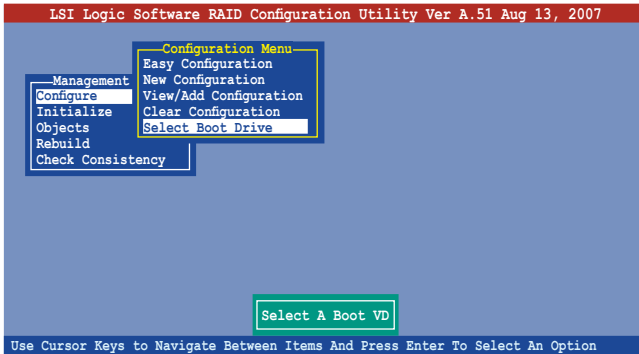 LSI Logic Software RAID Configuration Utility Ver A.51 Aug 13, 2007
Configuration Menu
Easy Configuration
New Configuration
View/Add Configuration
Clear Configuration
Select Boot Drive
Management
Configure
Initialize
Objects
Rebuild
Check Consistency
Select A Boot VD
Use Cursor Keys to Navigate Between Items And Press Enter To Select An Option